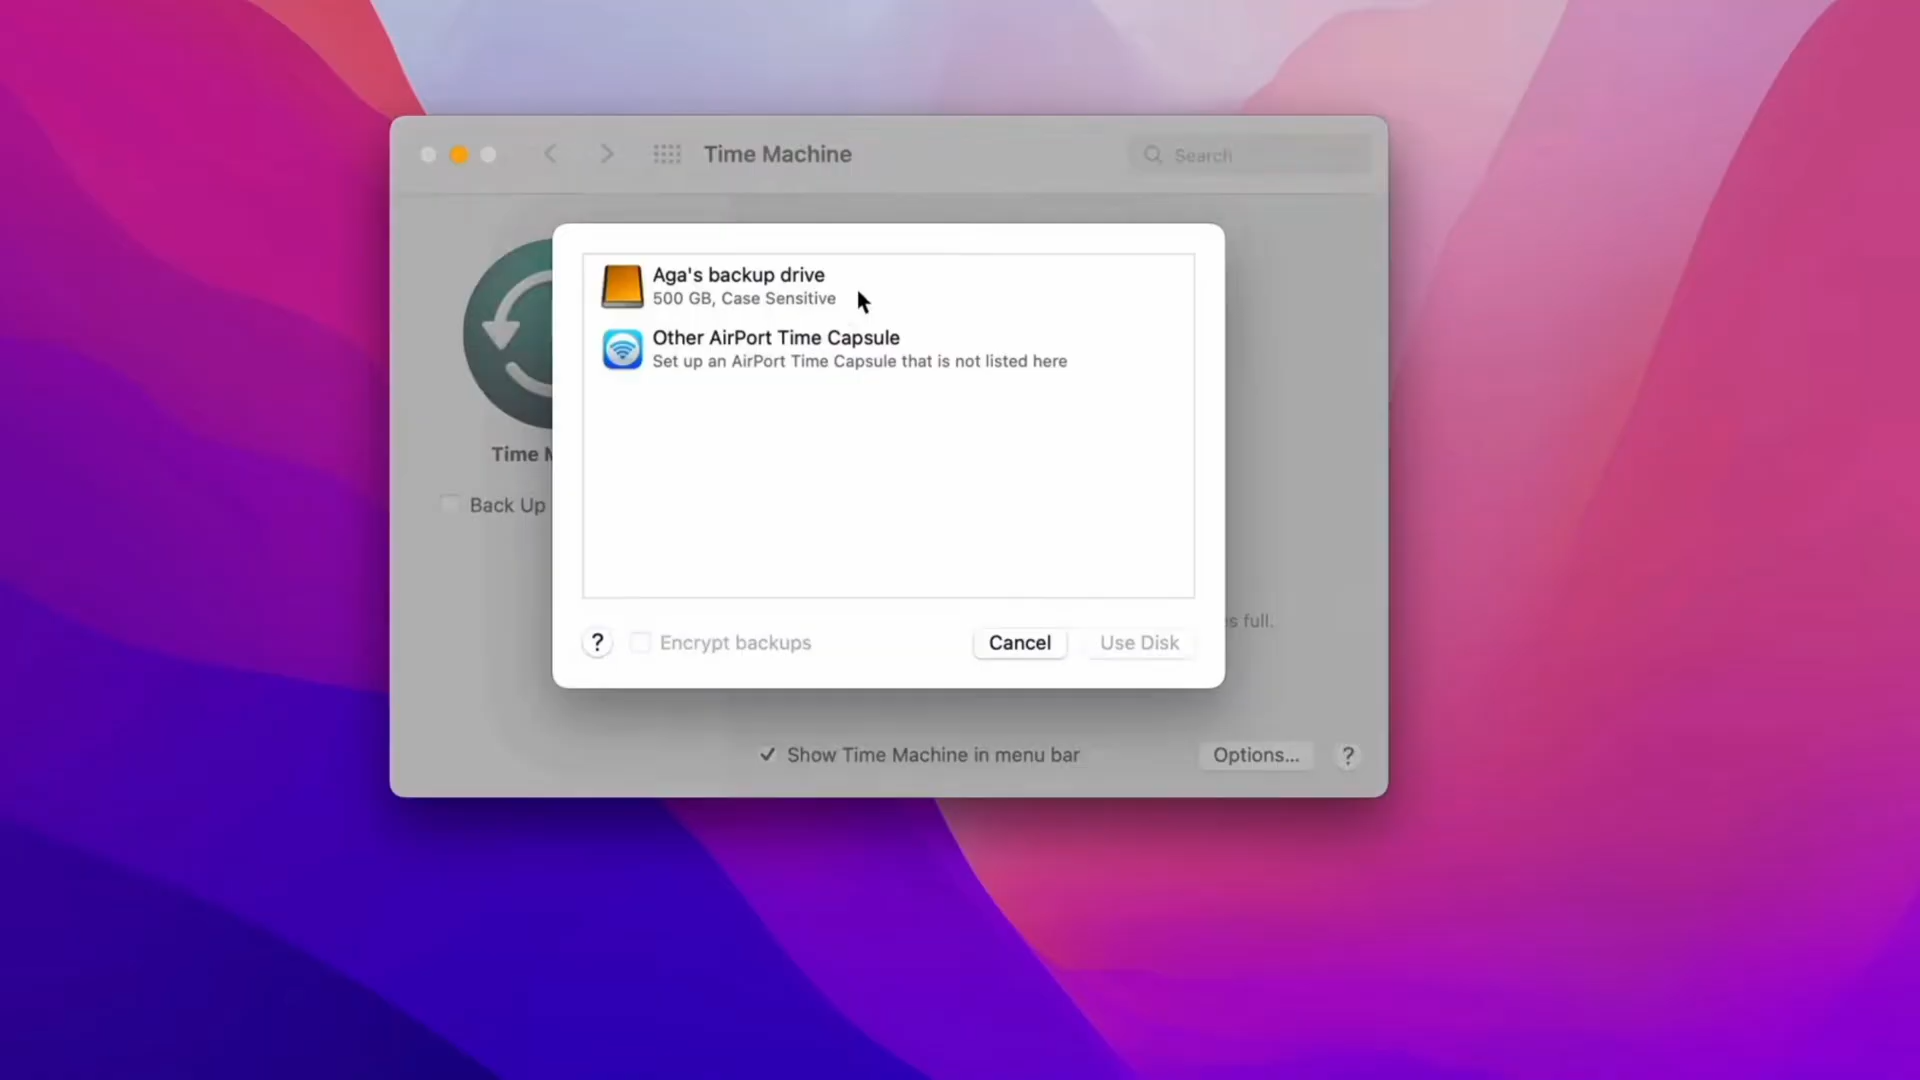 Time Machine
Search
Aga's backup drive
500 GB, Case Sensitive
Other AirPort Time Capsule
Set up an AirPort Time Capsule that is not listed here
Time
Back Up
s full.
?
Encrypt backups
Cancel
Use Disk
Show Time Machine in menu bar
Options...
?